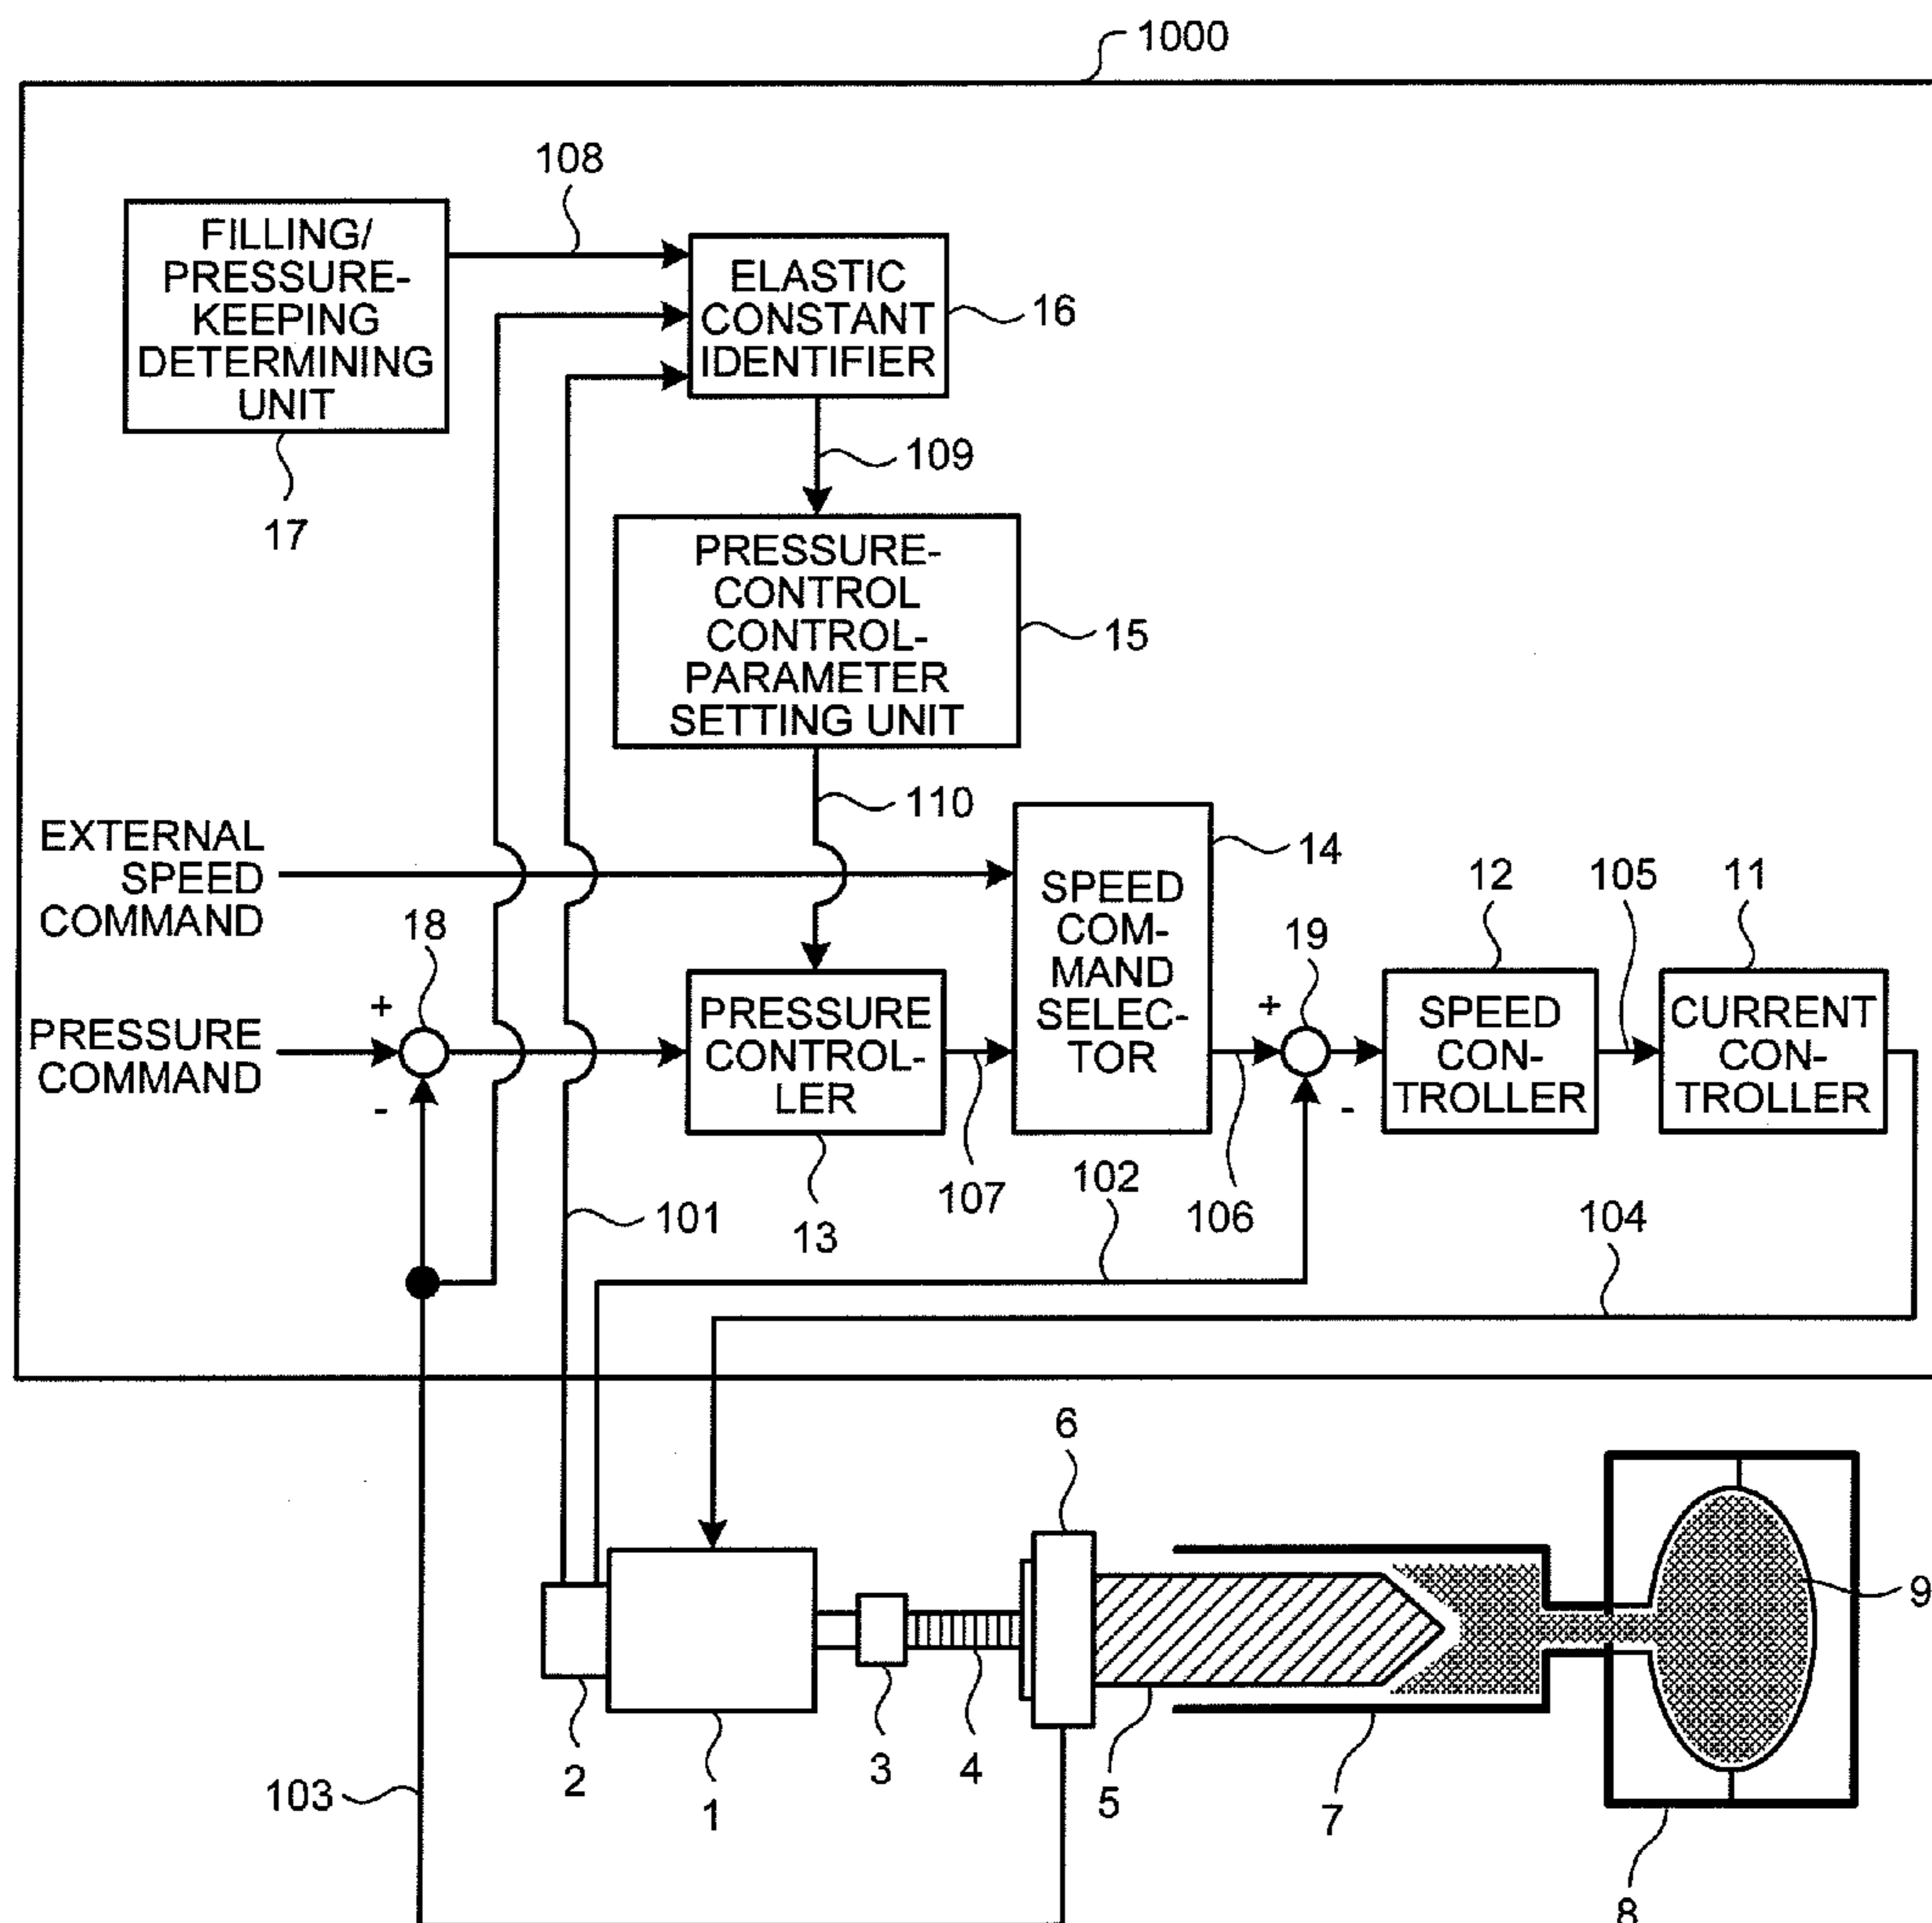 1000
108
FILLING/
PRESSURE-
KEEPING
DETERMINING
UNIT
17
ELASTIC
CONSTANT
IDENTIFIER
16
109
PRESSURE-
CONTROL
CONTROL-
PARAMETER
SETTING UNIT
15
110
EXTERNAL
SPEED
COMMAND
18
+
-
PRESSURE
COMMAND
PRESSURE
CONTROL-
LER
13
107
SPEED
COM-
MAND
SELEC-
TOR
14
106
19
+
-
12
SPEED
CON-
TROLLER
105
11
CURRENT
CON-
TROLLER
101
102
104
103
2
1
3
4
6
5
7
8
9